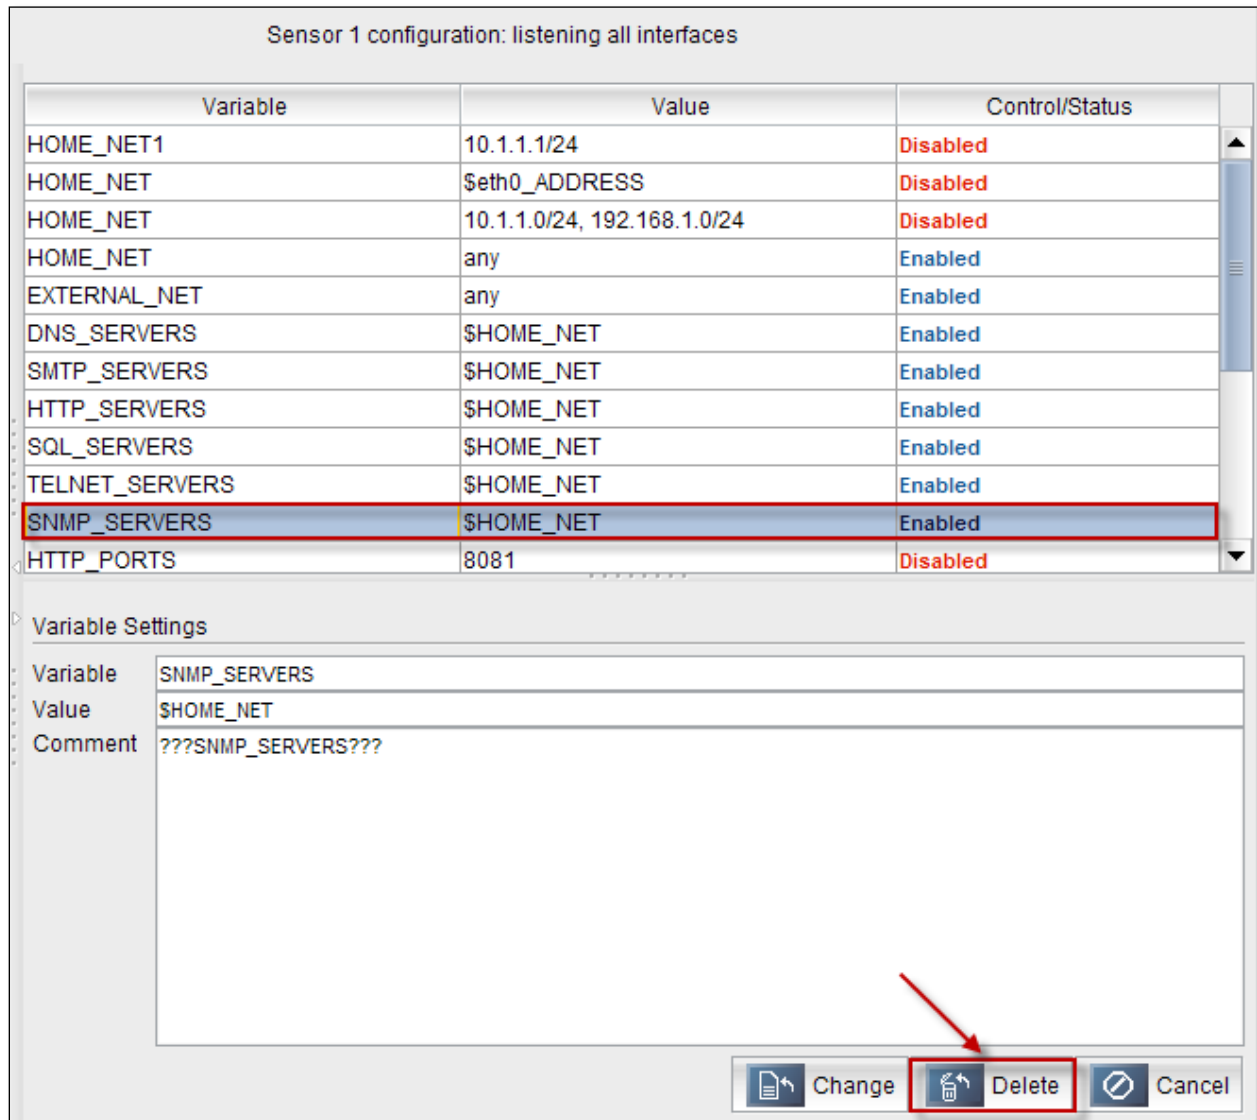 Sensor 1 configuration: listening all interfaces
Variable Value Control/Status
HOME_NET1 10.1.1.1/24 Disabled
HOME_NET $eth0_ADDRESS Disabled
HOME_NET 10.1.1.0/24, 192.168.1.0/24 Disabled
HOME_NET any Enabled
EXTERNAL_NET any Enabled
DNS_SERVERS $HOME_NET Enabled
SMTP_SERVERS $HOME_NET Enabled
HTTP_SERVERS $HOME_NET Enabled
SQL_SERVERS $HOME_NET Enabled
TELNET_SERVERS $HOME_NET Enabled
SNMP_SERVERS $HOME_NET Enabled
HTTP_PORTS 8081 Disabled
Variable Settings
Variable SNMP_SERVERS
Value $HOME_NET
Comment ???SNMP_SERVERS???
Change Delete Cancel